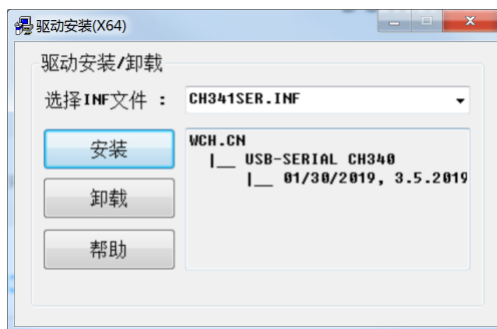 驱动安装(X64)
驱动安装/卸载
选择INF文件 :
CH341SER.INF
安装
WCH.CN
|__ USB-SERIAL CH340
|__ 01/30/2019, 3.5.2019
卸载
帮助